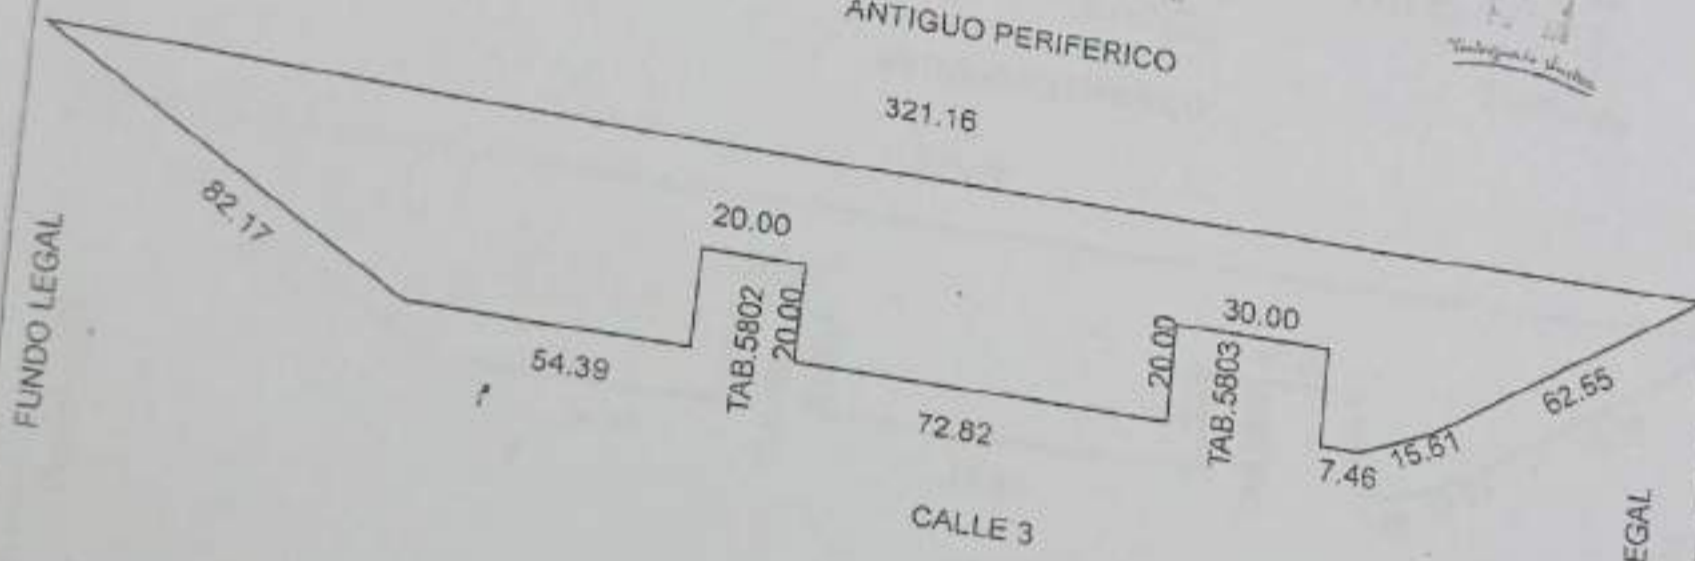 ANTIGUO PERIFERICO
321.16
82.17
FUNDO LEGAL
20.00
54.39
TAB.5802
20.00
72.82
20.00
30.00
TAB.5803
7.46
15.61
62.55
CALLE 3
EGAL